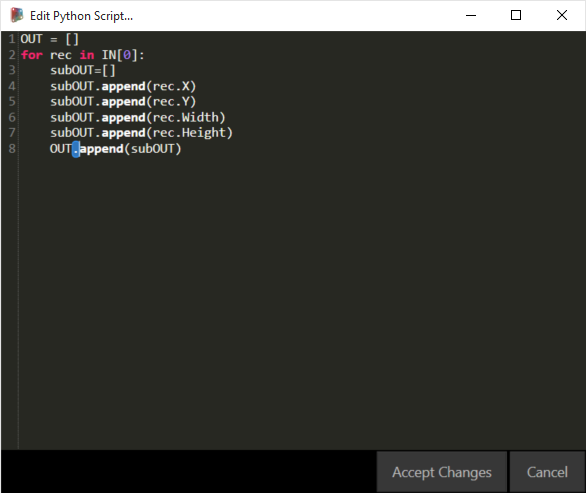 Edit Python Script...
1 OUT = []
2 for rec in IN[0]:
3     subOUT=[]
4     subOUT.append(rec.X)
5     subOUT.append(rec.Y)
6     subOUT.append(rec.Width)
7     subOUT.append(rec.Height)
8     OUT.append(subOUT)
Accept Changes Cancel